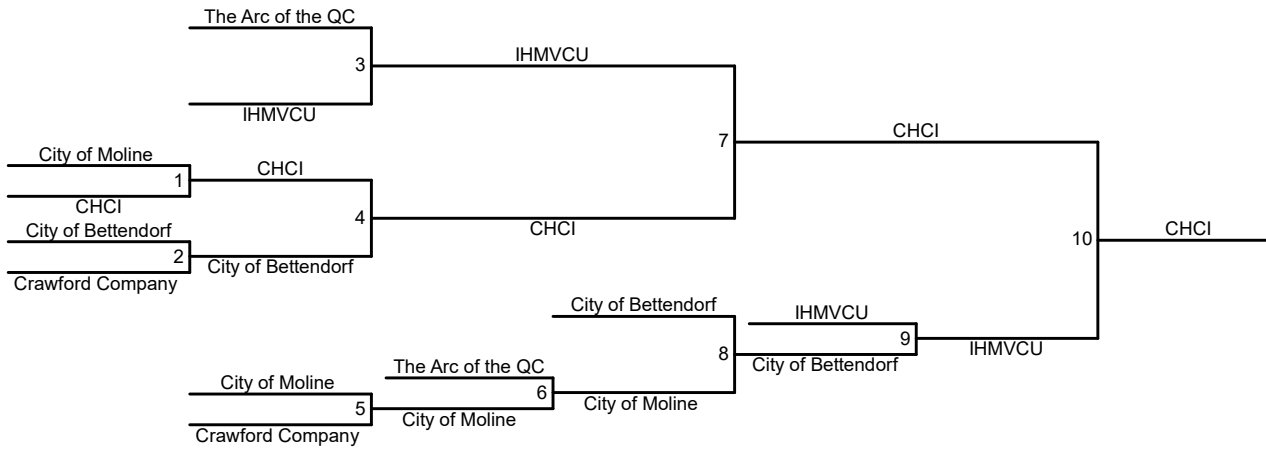 The Arc of the QC
3
IHMVCU
IHMVCU
7
CHCI
City of Moline
1
CHCI
CHCI
4
CHCI
City of Bettendorf
2
City of Bettendorf
Crawford Company
10
CHCI
City of Bettendorf
8
IHMVCU
9
IHMVCU
City of Bettendorf
The Arc of the QC
6
City of Moline
City of Moline
5
City of Moline
Crawford Company